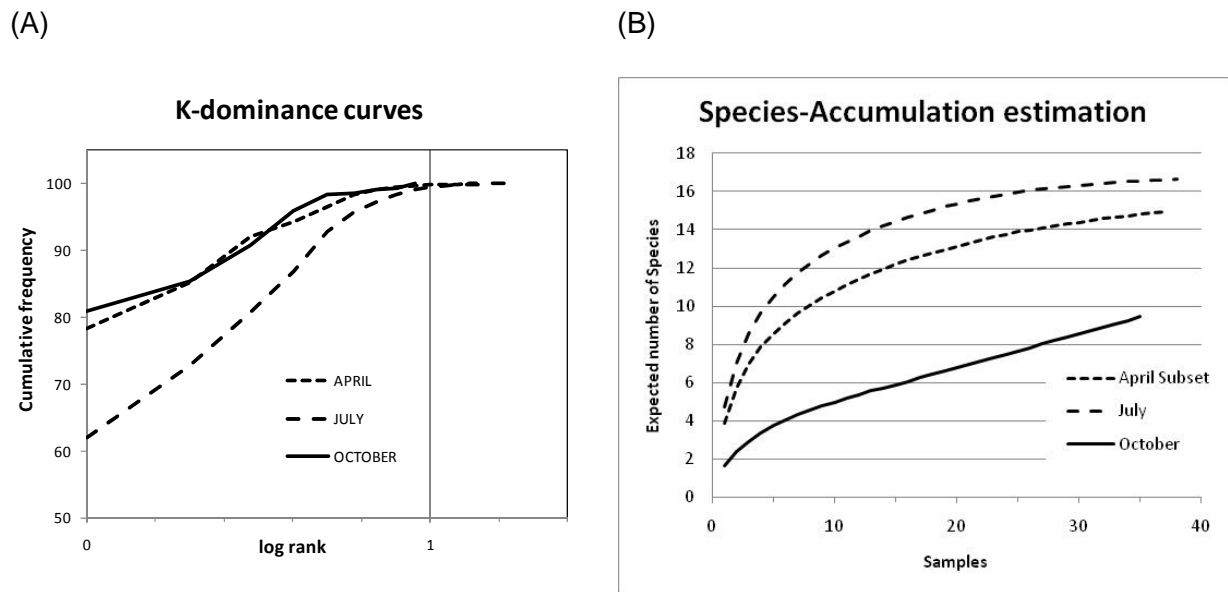 (A)
(B)
K-dominance curves
Cumulative frequency
100
90
80
70
60
50
0
1
log rank
APRIL
JULY
OCTOBER
Species-Accumulation estimation
Expected number of Species
18
16
14
12
10
8
6
4
2
0
0 10 20 30 40
Samples
April Subset
July
October